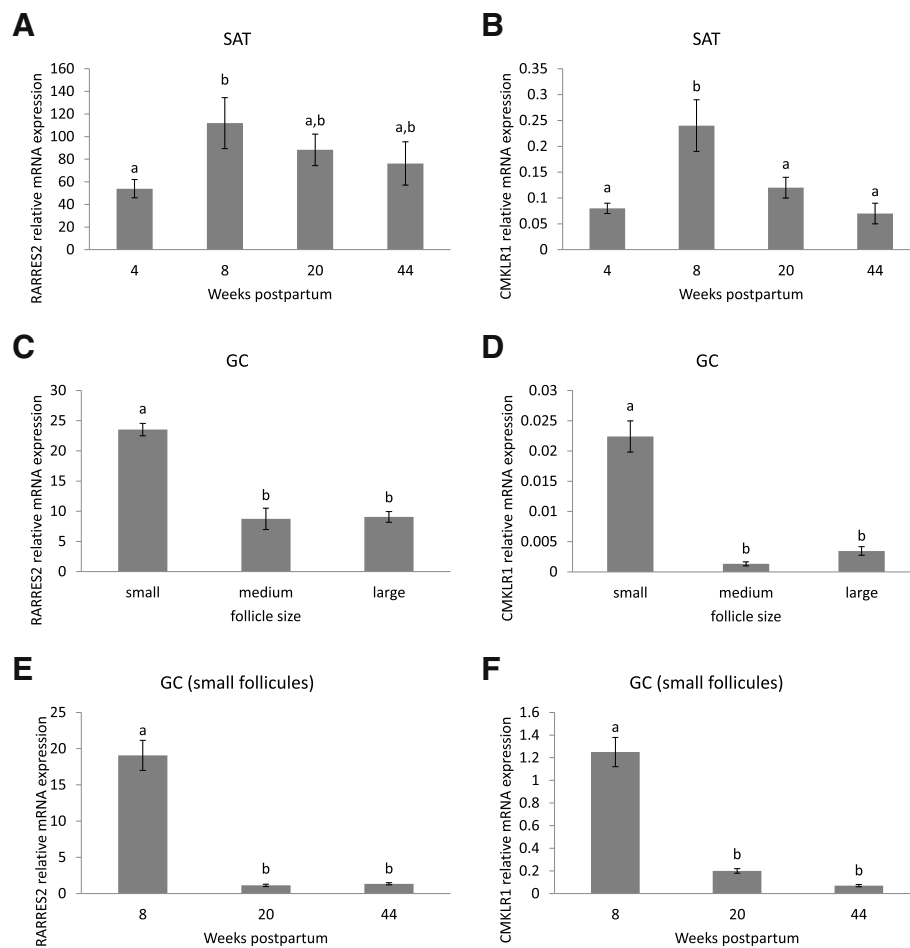 A
SAT
RARRES2 relative mRNA expression
160
140
120
100
80
60
40
20
0
a
b
a,b
a,b
4 8 20 44
Weeks postpartum
B
SAT
CMKLR1 relative mRNA expression
0.35
0.3
0.25
0.2
0.15
0.1
0.05
0
a
b
a
a
4 8 20 44
Weeks postpartum
C
GC
RARRES2 relative mRNA expression
30
25
20
15
10
5
0
a
b
b
small medium large
follicle size
D
GC
CMKLR1 relative mRNA expression
0.03
0.025
0.02
0.015
0.01
0.005
0
a
b
b
small medium large
follicle size
E
GC (small follicules)
RARRES2 relative mRNA expression
25
20
15
10
5
0
a
b
b
8 20 44
Weeks postpartum
F
GC (small follicules)
CMKLR1 relative mRNA expression
1.6
1.4
1.2
1
0.8
0.6
0.4
0.2
0
a
b
b
8 20 44
Weeks postpartum